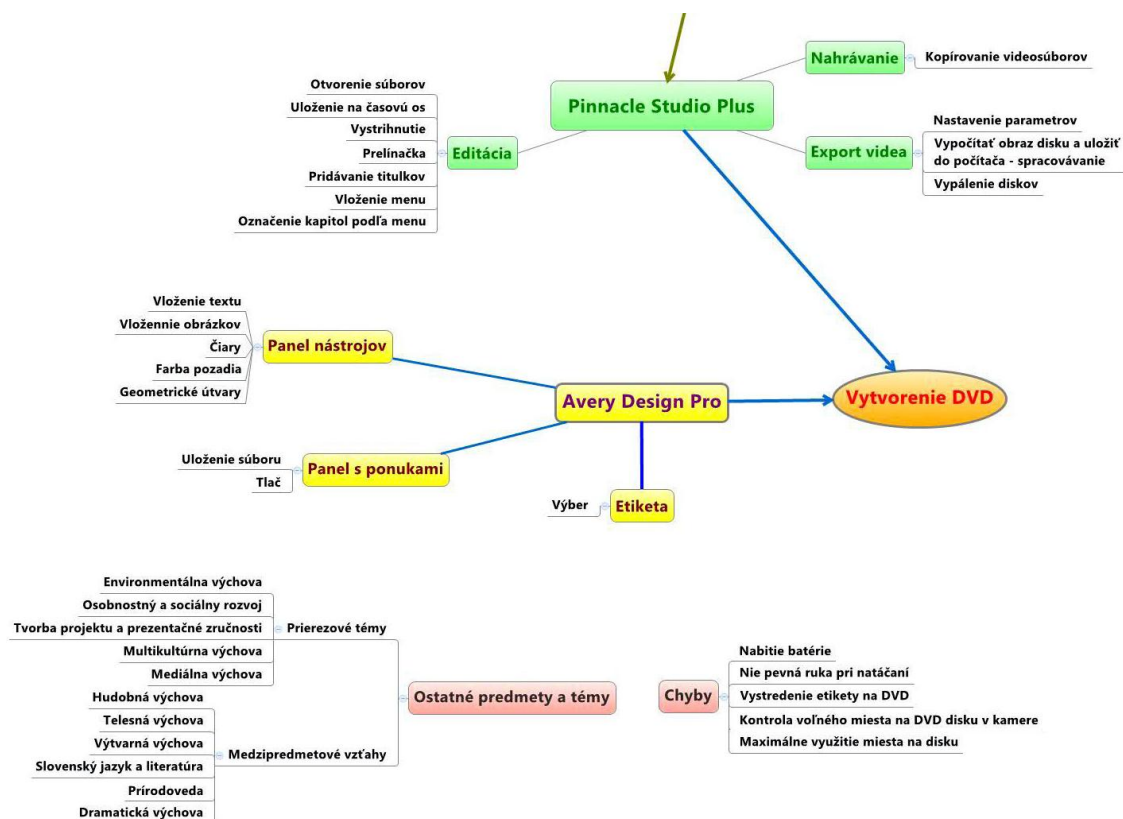 Pinnacle Studio Plus
Nahrávanie
Kopírovanie videosúborov
Export videa
Nastavenie parametrov
Vypočítať obraz disku a uložiť
do počítača - spracovávanie
Vypálenie diskov
Editácia
Otvorenie súborov
Uloženie na časovú os
Vystrihnutie
Prelínačka
Pridávanie titulkov
Vloženie menu
Označenie kapitol podľa menu
Vytvorenie DVD
Avery Design Pro
Panel nástrojov
Vloženie textu
Vložennie obrázkov
Čiary
Farba pozadia
Geometrické útvary
Panel s ponukami
Uloženie súboru
Tlač
Etiketa
Výber
Ostatné predmety a témy
Prierezové témy
Environmentálna výchova
Osobnostný a sociálny rozvoj
Tvorba projektu a prezentačné zručnosti
Multikultúrna výchova
Mediálna výchova
Medzipredmetové vzťahy
Hudobná výchova
Telesná výchova
Výtvarná výchova
Slovenský jazyk a literatúra
Prírodoveda
Dramatická výchova
Chyby
Nabitie batérie
Nie pevná ruka pri natáčaní
Vystredenie etikety na DVD
Kontrola voľného miesta na DVD disku v kamere
Maximálne využitie miesta na disku